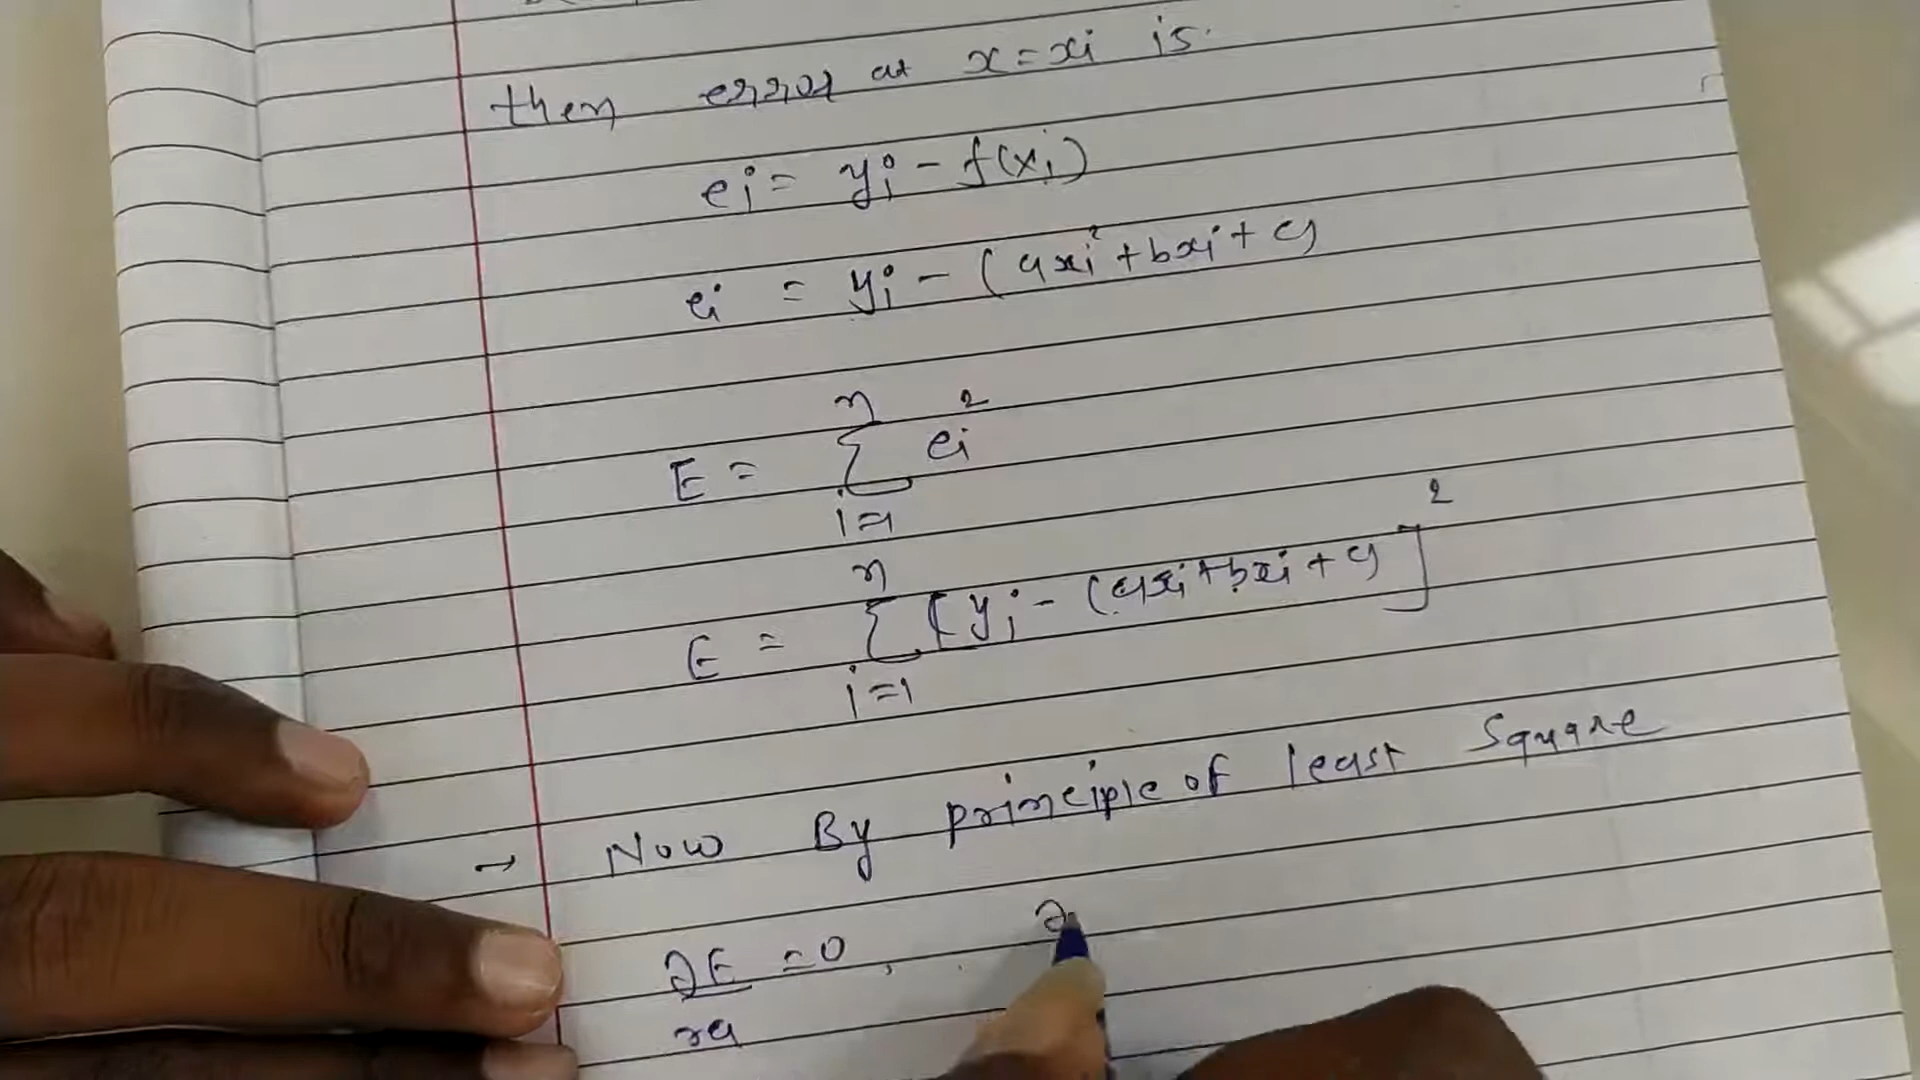 then error at x = xi is.
ei = yi - f(xi)
ei = yi - (axi² + bxi + c)
n
E = Σ ei²
i=1
n
E = Σ [yi - (axi² + bxi + c)]²
i=1
→ Now By principle of least Square
∂E/∂a = 0, ∂